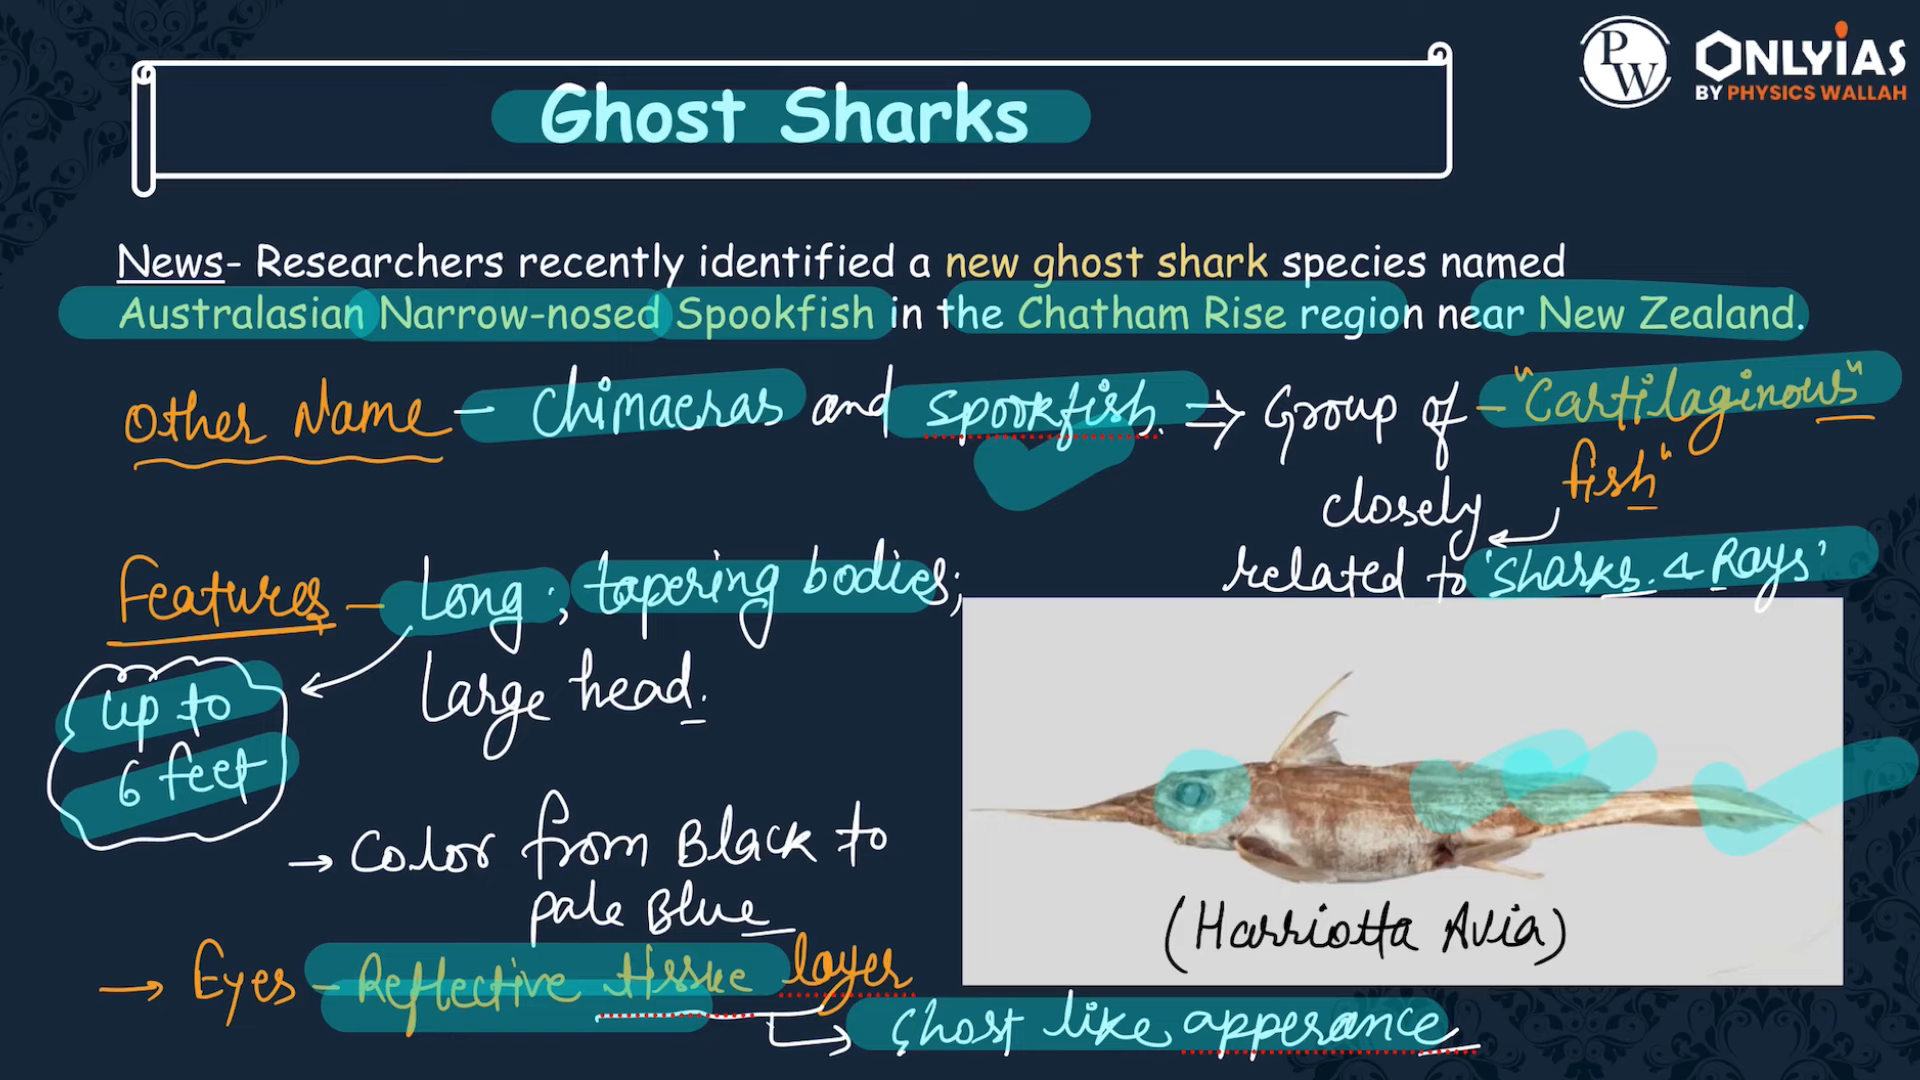 PW ONLYIAS
BY PHYSICS WALLAH
Ghost Sharks
News- Researchers recently identified a new ghost shark species named
Australasian Narrow-nosed Spookfish in the Chatham Rise region near New Zealand.
Other Name - Chimaeras and Spookfish. ⇒ Group of - "Cartilaginous"
fish"
closely
related to 'Sharks & Rays'
Features - Long ; tapering bodies;
Large head.
up to
6 feet
→ Color from Black to
pale Blue
(Harriotta Avia)
→ Eyes - Reflective tissue layer
Ghost like apperance